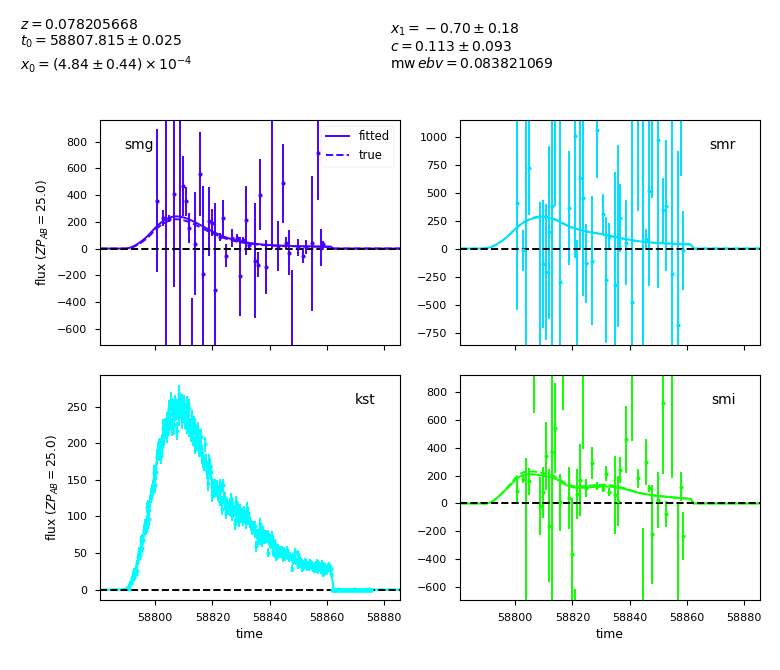 z = 0.078205668
t₀ = 58807.815 ± 0.025
x₀ = (4.84 ± 0.44) × 10⁻⁴
x₁ = −0.70 ± 0.18
c = 0.113 ± 0.093
mw ebv = 0.083821069
smg
fitted
true
800
600
400
200
0
−200
−400
−600
flux (ZP_AB = 25.0)
smr
1000
750
500
250
0
−250
−500
−750
kst
250
200
150
100
50
0
flux (ZP_AB = 25.0)
58800 58820 58840 58860 58880
time
smi
800
600
400
200
0
−200
−400
−600
58800 58820 58840 58860 58880
time